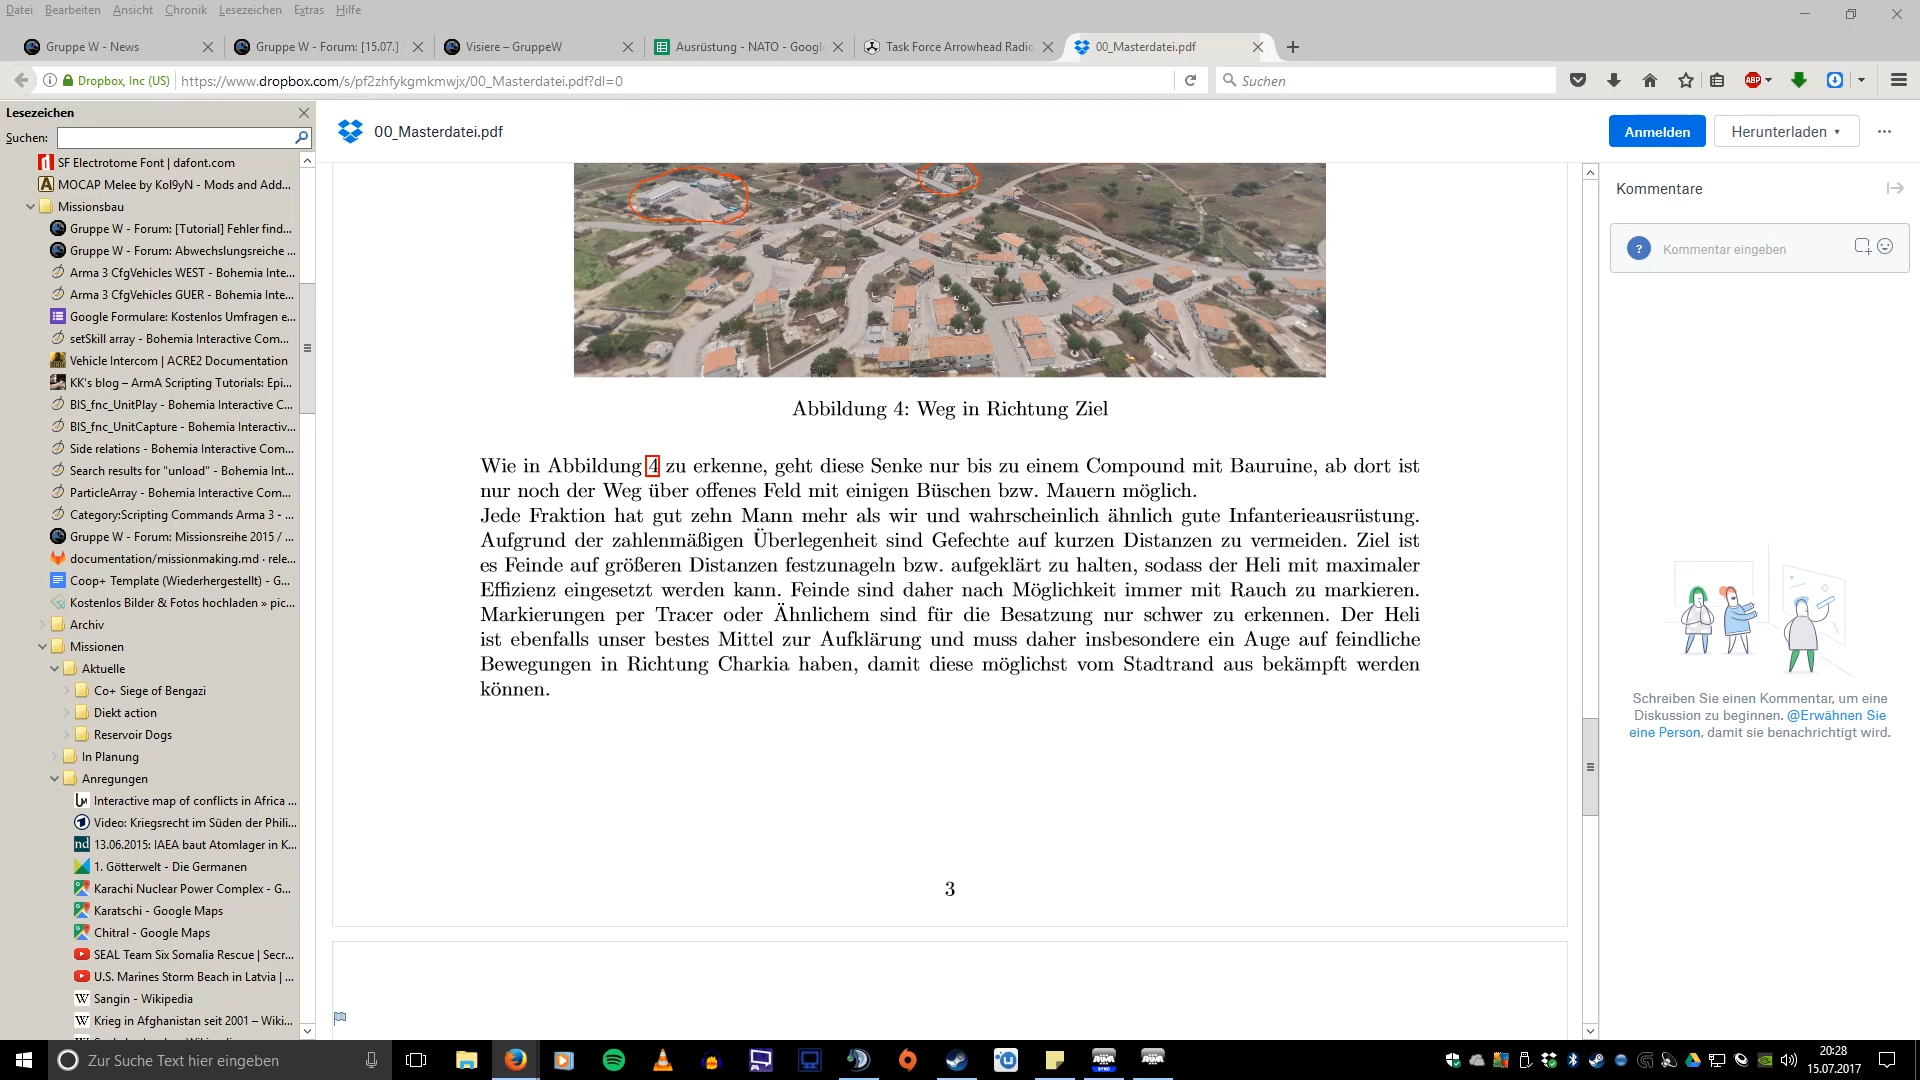 Datei Bearbeiten Ansicht Chronik Lesezeichen Extras Hilfe
Gruppe W - News
Gruppe W - Forum: [15.07.]
Visiere – GruppeW
Ausrüstung - NATO - Googl
Task Force Arrowhead Radio
00_Masterdatei.pdf
Dropbox, Inc (US)
https://www.dropbox.com/s/pf2zhfykgmkmwjx/00_Masterdatei.pdf?dl=0
Suchen
ABP
Lesezeichen
Suchen:
SF Electrotome Font | dafont.com
MOCAP Melee by Kol9yN - Mods and Add...
Missionsbau
Gruppe W - Forum: [Tutorial] Fehler find...
Gruppe W - Forum: Abwechslungsreiche ...
Arma 3 CfgVehicles WEST - Bohemia Inte...
Arma 3 CfgVehicles GUER - Bohemia Inte...
Google Formulare: Kostenlos Umfragen e...
setSkill array - Bohemia Interactive Com...
Vehicle Intercom | ACRE2 Documentation
KK's blog – ArmA Scripting Tutorials: Epi...
BIS_fnc_UnitPlay - Bohemia Interactive C...
BIS_fnc_UnitCapture - Bohemia Interactiv...
Side relations - Bohemia Interactive Com...
Search results for "unload" - Bohemia Int...
ParticleArray - Bohemia Interactive Com...
Category:Scripting Commands Arma 3 - ...
Gruppe W - Forum: Missionsreihe 2015 / ...
documentation/missionmaking.md · rele...
Coop+ Template (Wiederhergestellt) - G...
Kostenlos Bilder & Fotos hochladen » pic...
Archiv
Missionen
Aktuelle
Co+ Siege of Bengazi
Diekt action
Reservoir Dogs
In Planung
Anregungen
Interactive map of conflicts in Africa ...
Video: Kriegsrecht im Süden der Phili...
13.06.2015: IAEA baut Atomlager in K...
1. Götterwelt - Die Germanen
Karachi Nuclear Power Complex - G...
Karatschi - Google Maps
Chitral - Google Maps
SEAL Team Six Somalia Rescue | Secr...
U.S. Marines Storm Beach in Latvia | ...
Sangin - Wikipedia
Krieg in Afghanistan seit 2001 – Wiki...
00_Masterdatei.pdf
Anmelden
Herunterladen
Abbildung 4: Weg in Richtung Ziel
Wie in Abbildung 4 zu erkenne, geht diese Senke nur bis zu einem Compound mit Bauruine, ab dort ist
nur noch der Weg über offenes Feld mit einigen Büschen bzw. Mauern möglich.
Jede Fraktion hat gut zehn Mann mehr als wir und wahrscheinlich ähnlich gute Infanterieausrüstung.
Aufgrund der zahlenmäßigen Überlegenheit sind Gefechte auf kurzen Distanzen zu vermeiden. Ziel ist
es Feinde auf größeren Distanzen festzunageln bzw. aufgeklärt zu halten, sodass der Heli mit maximaler
Effizienz eingesetzt werden kann. Feinde sind daher nach Möglichkeit immer mit Rauch zu markieren.
Markierungen per Tracer oder Ähnlichem sind für die Besatzung nur schwer zu erkennen. Der Heli
ist ebenfalls unser bestes Mittel zur Aufklärung und muss daher insbesondere ein Auge auf feindliche
Bewegungen in Richtung Charkia haben, damit diese möglichst vom Stadtrand aus bekämpft werden
können.
3
Kommentare
Kommentar eingeben
Schreiben Sie einen Kommentar, um eine
Diskussion zu beginnen. @Erwähnen Sie
eine Person, damit sie benachrichtigt wird.
Zur Suche Text hier eingeben
20:28
15.07.2017